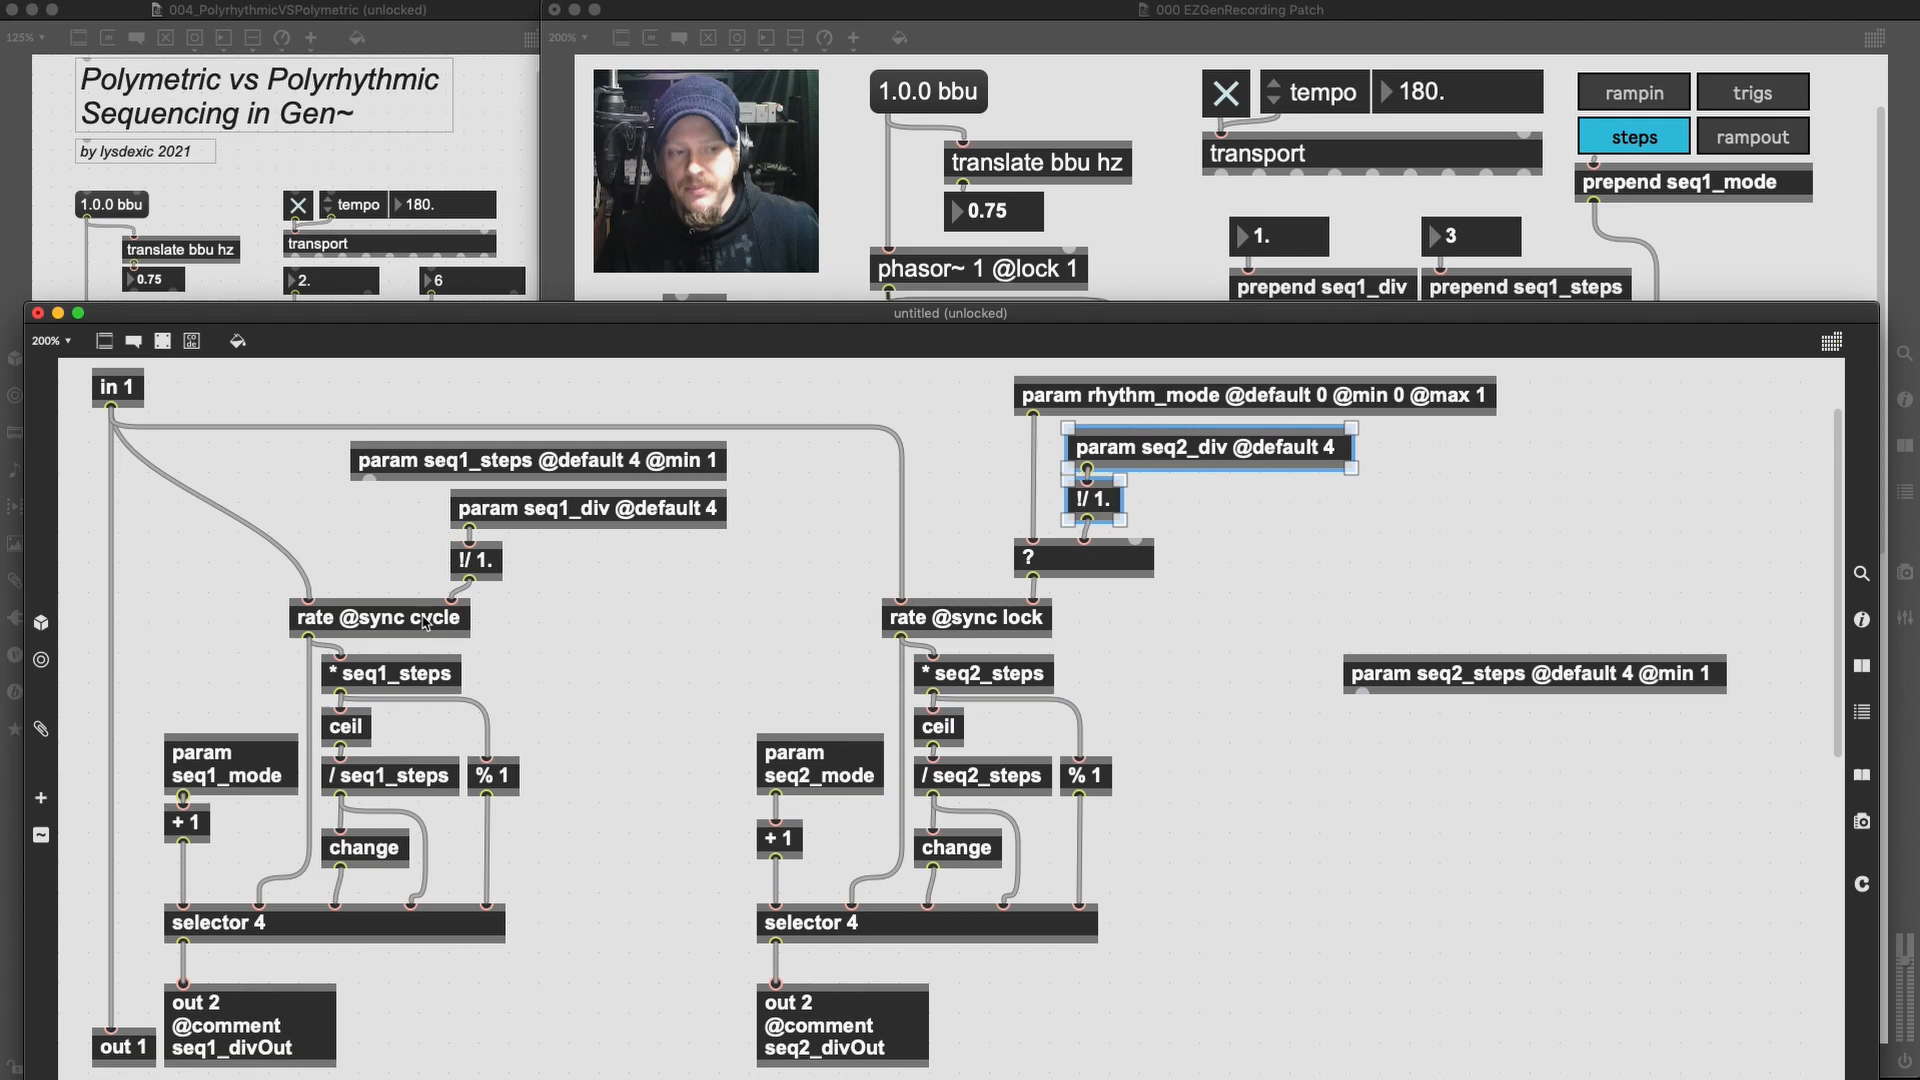 004_PolyrhythmicVSPolymetric (unlocked)
000 EZGenRecording Patch
125%
200%
Polymetric vs Polyrhythmic
Sequencing in Gen~
by lysdexic 2021
1.0.0 bbu
translate bbu hz
0.75
tempo
180.
transport
2.
6
1.0.0 bbu
translate bbu hz
0.75
phasor~ 1 @lock 1
tempo
180.
transport
1.
3
prepend seq1_div
prepend seq1_steps
rampin
trigs
steps
rampout
prepend seq1_mode
untitled (unlocked)
200%
in 1
param seq1_steps @default 4 @min 1
param seq1_div @default 4
!/ 1.
rate @sync cycle
* seq1_steps
ceil
param
seq1_mode
/ seq1_steps
% 1
+ 1
change
selector 4
out 2
@comment
seq1_divOut
out 1
param rhythm_mode @default 0 @min 0 @max 1
param seq2_div @default 4
!/ 1.
?
rate @sync lock
* seq2_steps
param seq2_steps @default 4 @min 1
ceil
param
seq2_mode
/ seq2_steps
% 1
+ 1
change
selector 4
out 2
@comment
seq2_divOut